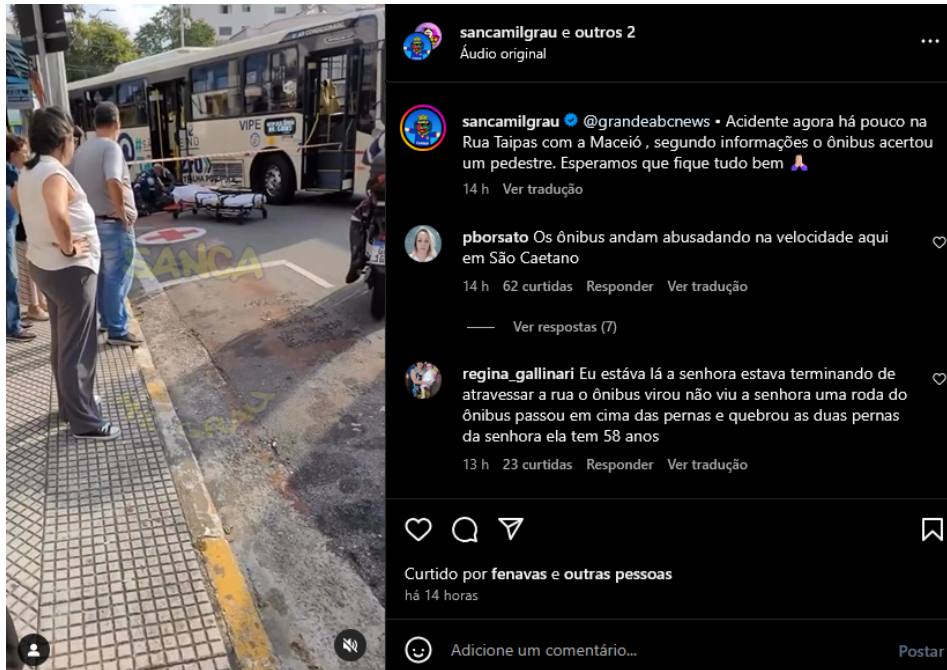 sancamilgrau e outros 2
Áudio original
sancamilgrau @grandeabcnews • Acidente agora há pouco na
Rua Taipas com a Maceió , segundo informações o ônibus acertou
um pedestre. Esperamos que fique tudo bem 🙏🏻
14 h Ver tradução
pborsato Os ônibus andam abusadando na velocidade aqui
em São Caetano
14 h 62 curtidas Responder Ver tradução
Ver respostas (7)
regina_gallinari Eu estáva lá a senhora estava terminando de
atravessar a rua o ônibus virou não viu a senhora uma roda do
ônibus passou em cima das pernas e quebrou as duas pernas
da senhora ela tem 58 anos
13 h 23 curtidas Responder Ver tradução
Curtido por fenavas e outras pessoas
há 14 horas
Adicione um comentário...
Postar
VIPE
SANCA